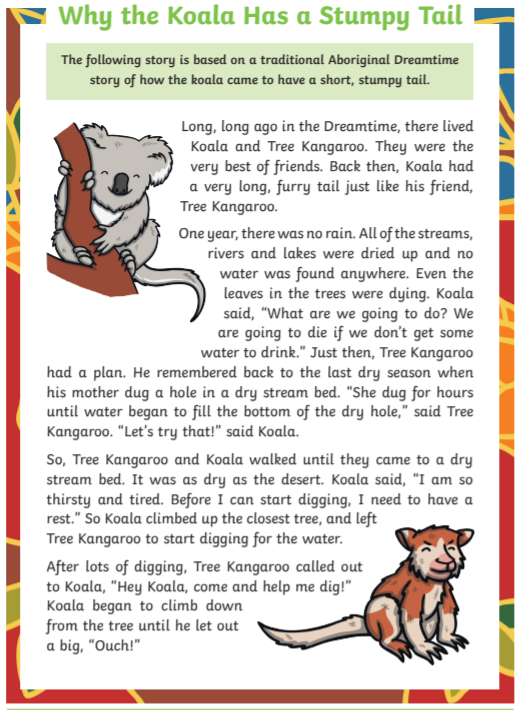 Why the Koala Has a Stumpy Tail
The following story is based on a traditional Aboriginal Dreamtime
story of how the koala came to have a short, stumpy tail.
Long, long ago in the Dreamtime, there lived
Koala and Tree Kangaroo. They were the
very best of friends. Back then, Koala had
a very long, furry tail just like his friend,
Tree Kangaroo.
One year, there was no rain. All of the streams,
rivers and lakes were dried up and no
water was found anywhere. Even the
leaves in the trees were dying. Koala
said, “What are we going to do? We
are going to die if we don’t get some
water to drink.” Just then, Tree Kangaroo
had a plan. He remembered back to the last dry season when
his mother dug a hole in a dry stream bed. “She dug for hours
until water began to fill the bottom of the dry hole,” said Tree
Kangaroo. “Let’s try that!” said Koala.
So, Tree Kangaroo and Koala walked until they came to a dry
stream bed. It was as dry as the desert. Koala said, “I am so
thirsty and tired. Before I can start digging, I need to have a
rest.” So Koala climbed up the closest tree, and left
Tree Kangaroo to start digging for the water.
After lots of digging, Tree Kangaroo called out
to Koala, “Hey Koala, come and help me dig!”
Koala began to climb down
from the tree until he let out
a big, “Ouch!”